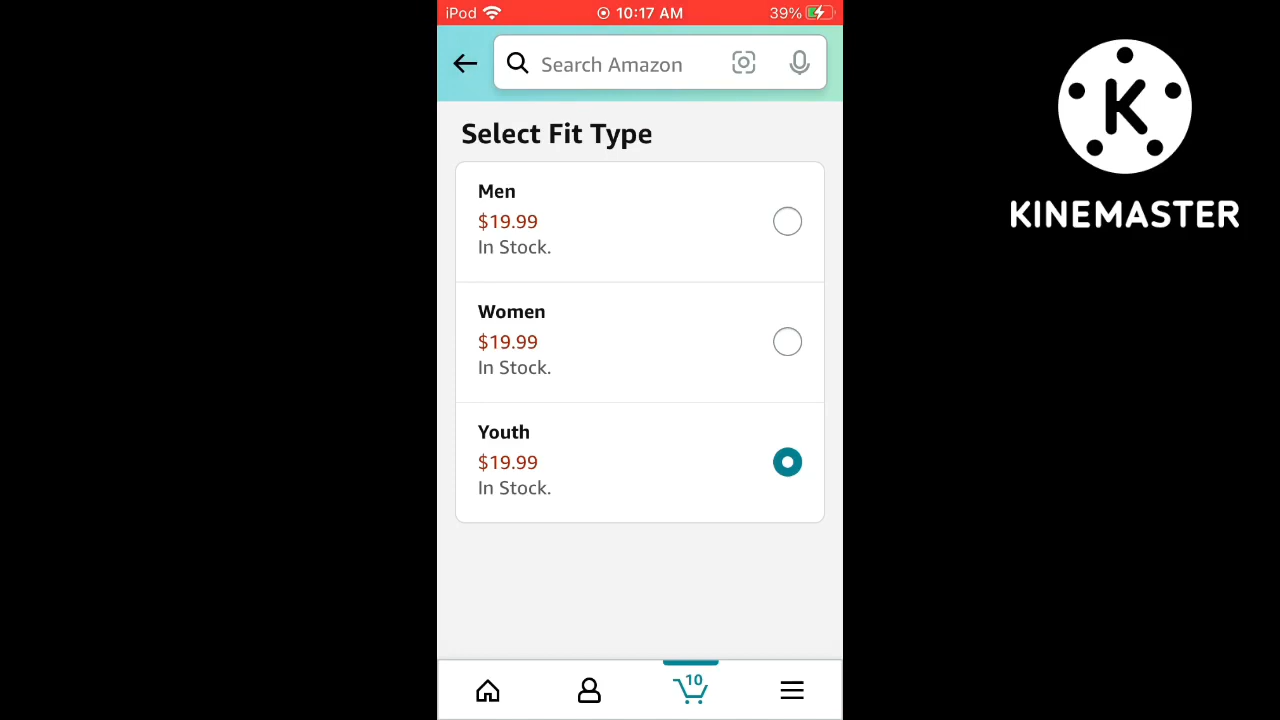 iPod 10:17 AM 39%
Search Amazon
Select Fit Type
Men
$19.99
In Stock.
Women
$19.99
In Stock.
Youth
$19.99
In Stock.
10
K
KINEMASTER